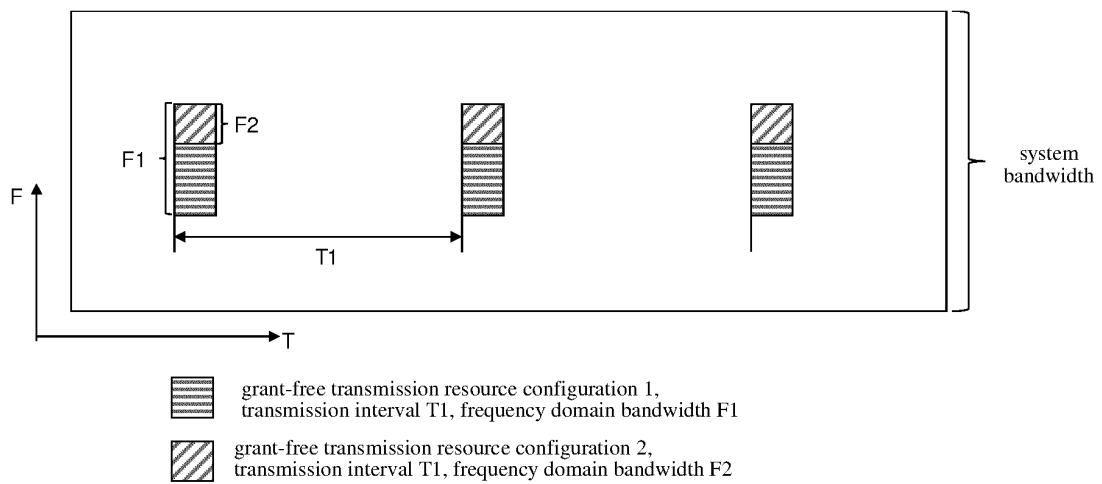 F2
F1
system
bandwidth
F
T1
T
grant-free transmission resource configuration 1,
transmission interval T1, frequency domain bandwidth F1
grant-free transmission resource configuration 2,
transmission interval T1, frequency domain bandwidth F2